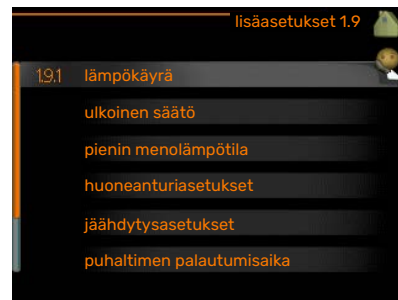 lisäasetukset 1.9
1.9.1 lämpökäyrä
ulkoinen säätö
pienin menolämpötila
huoneanturiasetukset
jäähdytysasetukset
puhaltimen palautumisaika